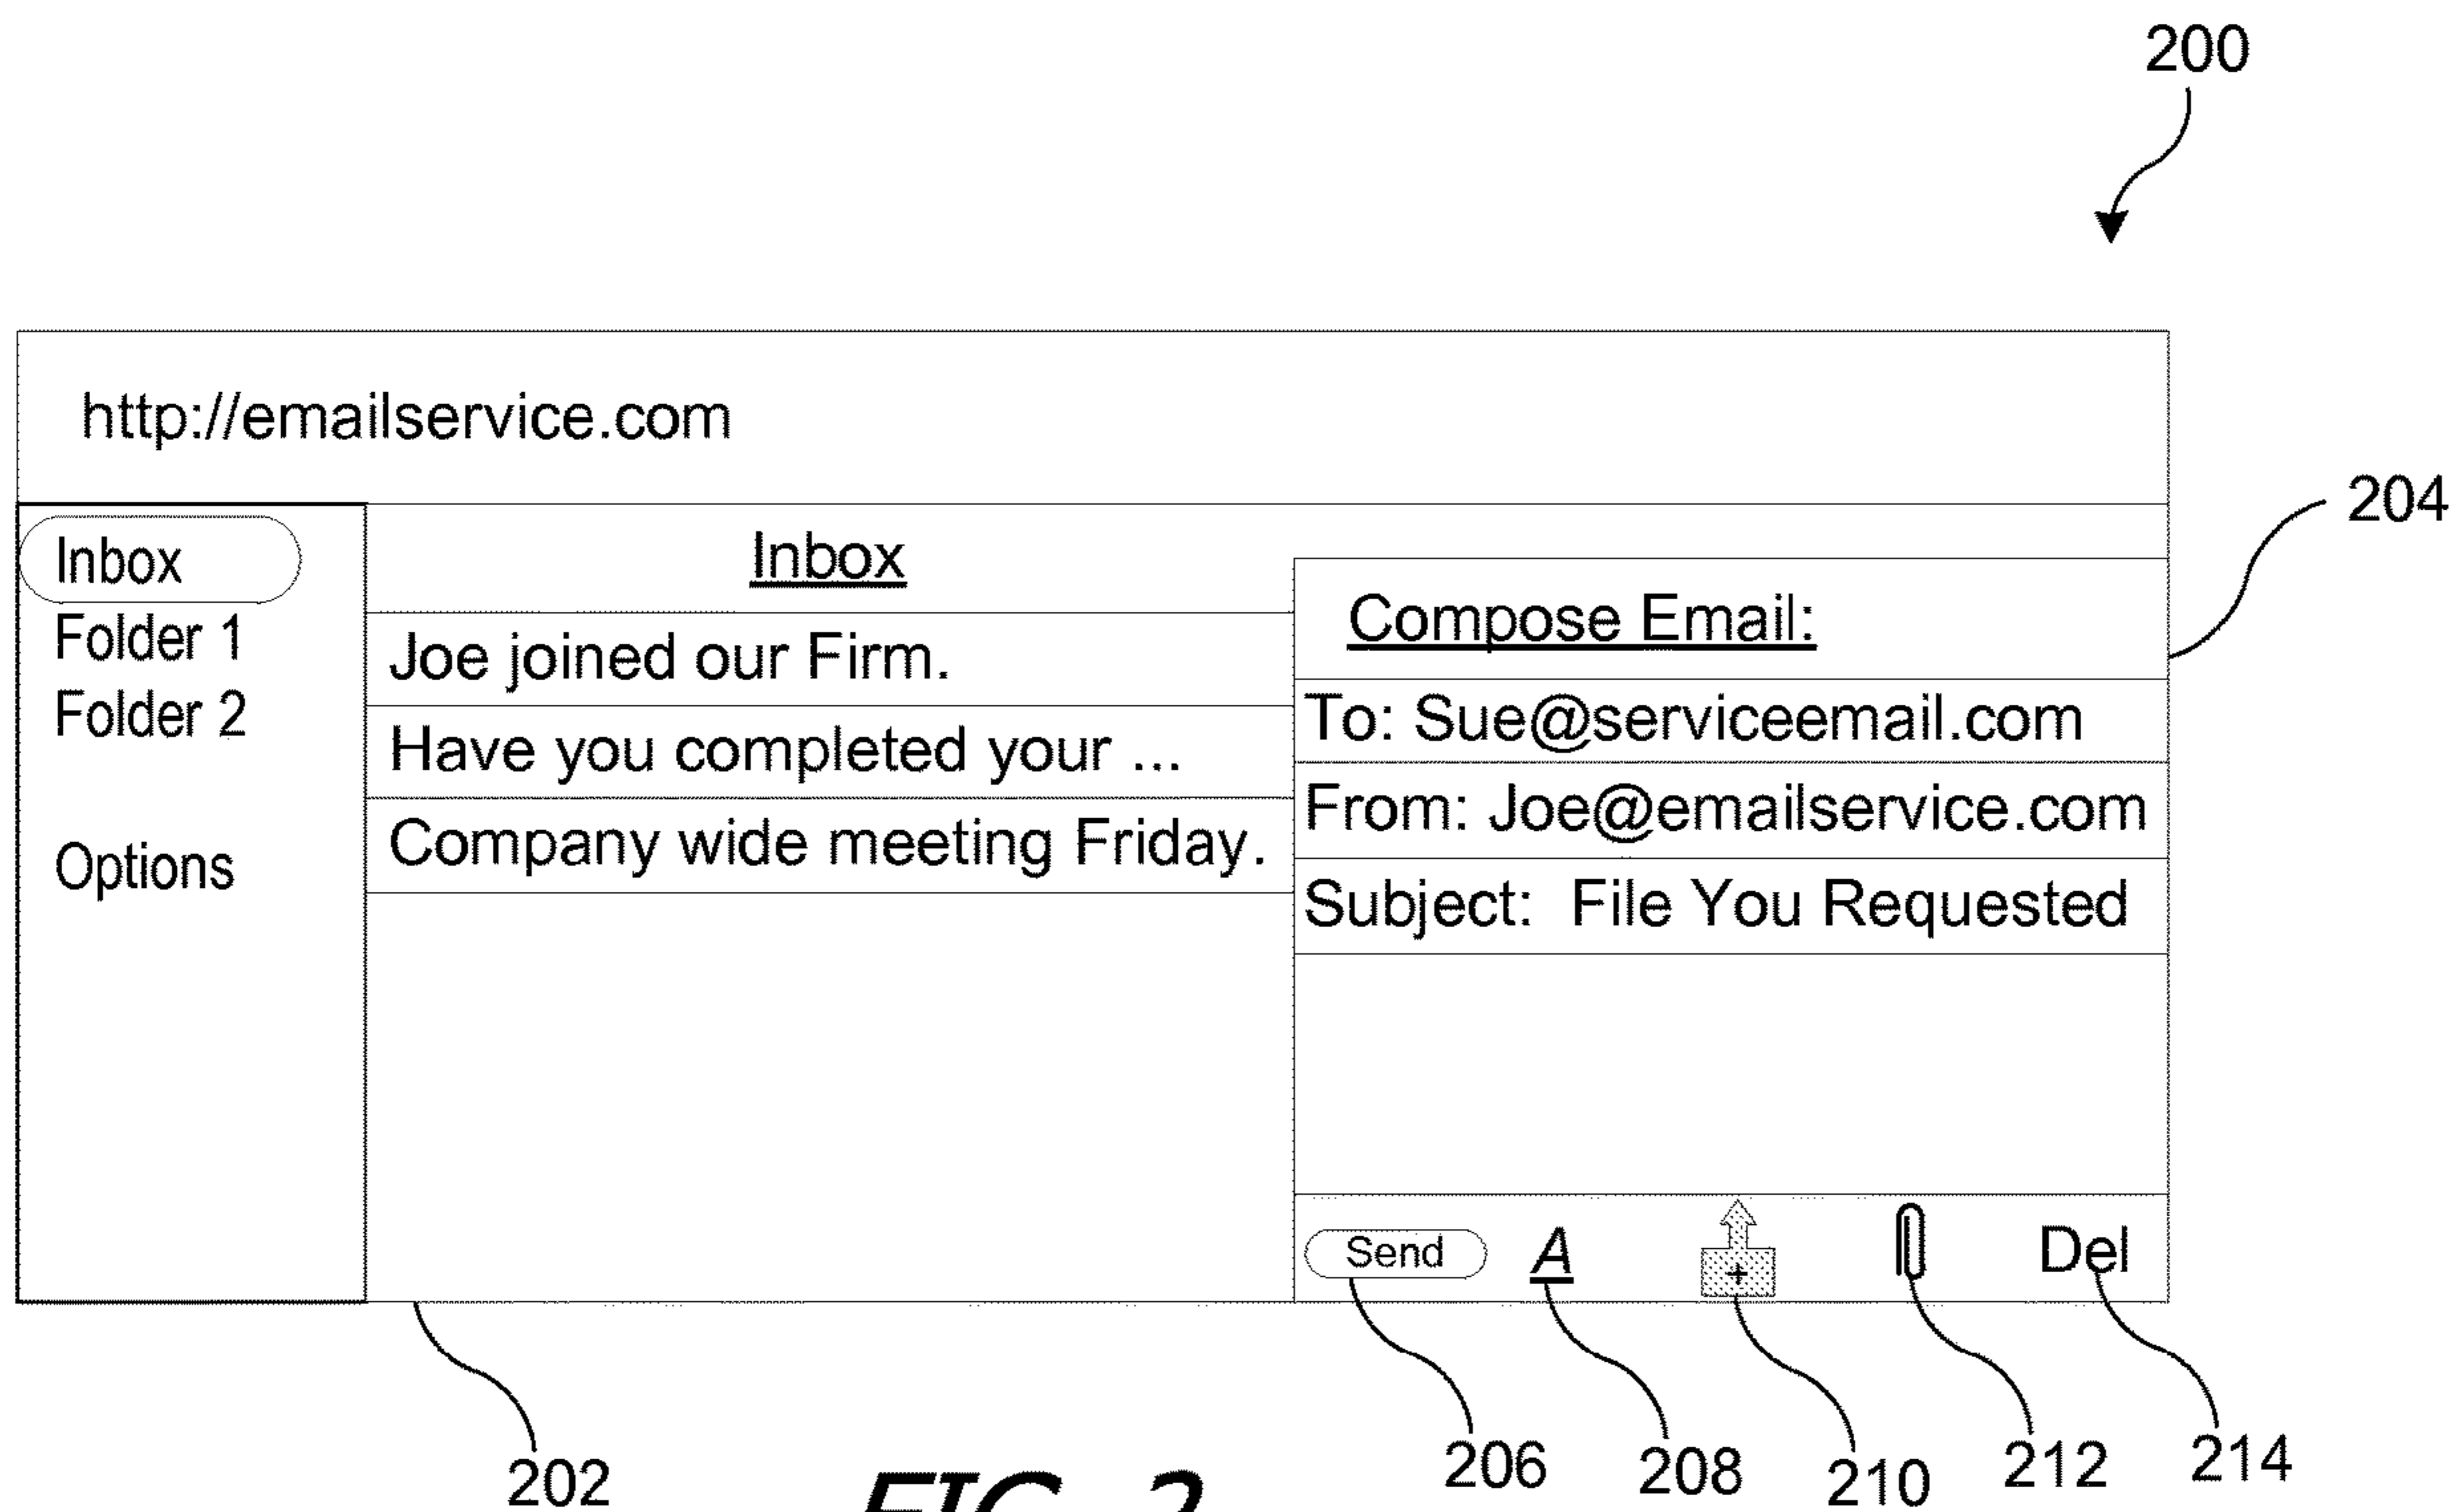 200
http://emailservice.com
204
Inbox
Folder 1
Folder 2
Options
Inbox
Joe joined our Firm.
Have you completed your ...
Company wide meeting Friday.
Compose Email:
To: Sue@serviceemail.com
From: Joe@emailservice.com
Subject: File You Requested
Send A + Del
202
206 208 210 212 214
FIG. 2